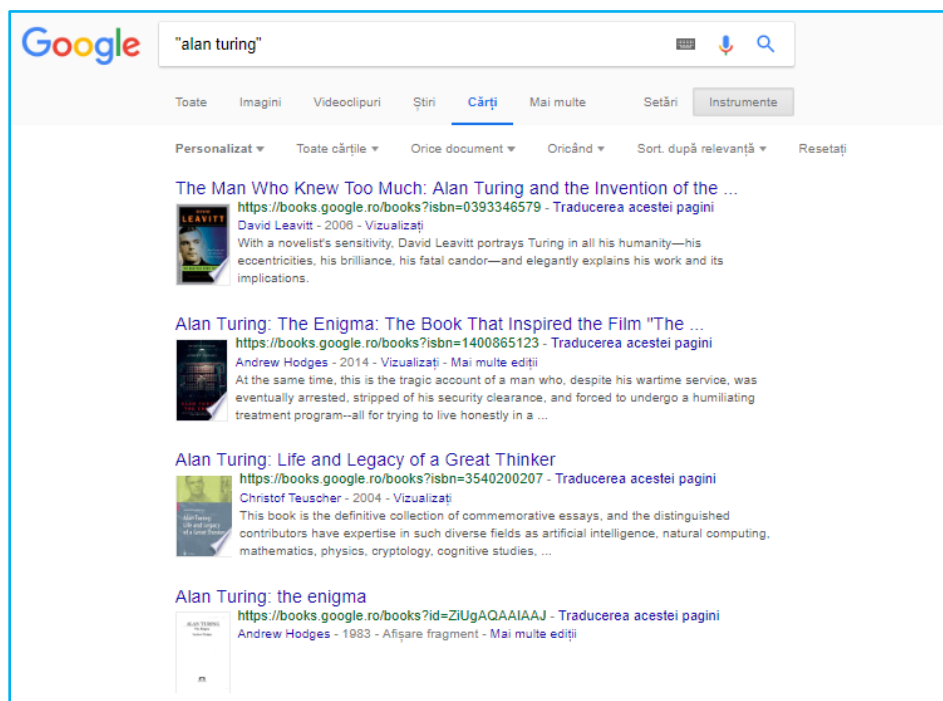 Google
"alan turing"
Toate Imagini Videoclipuri Știri Cărți Mai multe Setări Instrumente
Personalizat Toate cărțile Orice document Oricând Sort. după relevanță Resetați
The Man Who Knew Too Much: Alan Turing and the Invention of the ...
https://books.google.ro/books?isbn=0393346579 - Traducerea acestei pagini
LEAVITT
David Leavitt - 2006 - Vizualizați
With a novelist's sensitivity, David Leavitt portrays Turing in all his humanity—his
eccentricities, his brilliance, his fatal candor—and elegantly explains his work and its
implications.
Alan Turing: The Enigma: The Book That Inspired the Film "The ...
https://books.google.ro/books?isbn=1400865123 - Traducerea acestei pagini
Andrew Hodges - 2014 - Vizualizați - Mai multe ediții
At the same time, this is the tragic account of a man who, despite his wartime service, was
eventually arrested, stripped of his security clearance, and forced to undergo a humiliating
treatment program--all for trying to live honestly in a ...
Alan Turing: Life and Legacy of a Great Thinker
https://books.google.ro/books?isbn=3540200207 - Traducerea acestei pagini
Christof Teuscher - 2004 - Vizualizați
This book is the definitive collection of commemorative essays, and the distinguished
contributors have expertise in such diverse fields as artificial intelligence, natural computing,
mathematics, physics, cryptology, cognitive studies, ...
Alan Turing:
Life and Legacy
of a Great Thinker
Alan Turing: the enigma
https://books.google.ro/books?id=ZiUgAQAAIAAJ - Traducerea acestei pagini
Andrew Hodges - 1983 - Afișare fragment - Mai multe ediții
ALAN TURING